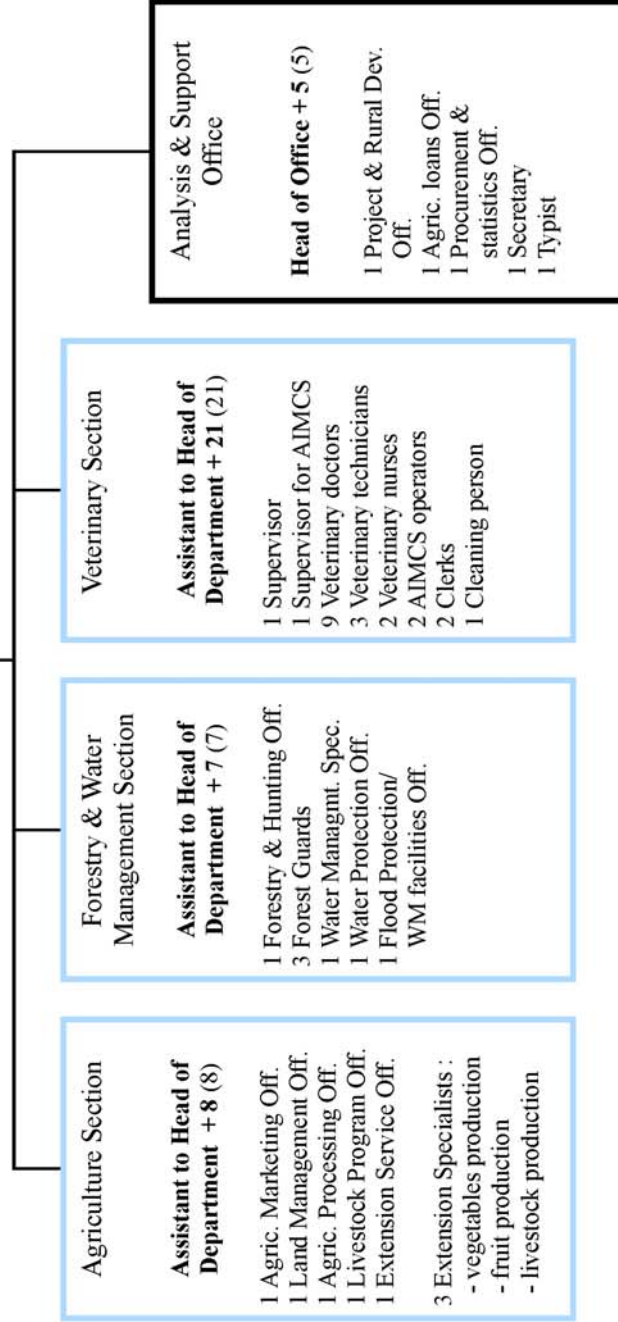 Agriculture Section
Assistant to Head of
Department +8 (8)
1 Agric. Marketing Off.
1 Land Management Off.
1 Agric. Processing Off.
1 Livestock Program Off.
1 Extension Service Off.
3 Extension Specialists :
- vegetables production
- fruit production
- livestock production
Forestry & Water
Management Section
Assistant to Head of
Department + 7 (7)
1 Forestry & Hunting Off.
3 Forest Guards
1 Water Managmt. Spec.
1 Water Protection Off.
1 Flood Protection/
WM facilities Off.
Veterinary Section
Assistant to Head of
Department + 21 (21)
1 Supervisor
1 Supervisor for AIMCS
9 Veterinary doctors
3 Veterinary technicians
2 Veterinary nurses
2 AIMCS operators
2 Clerks
1 Cleaning person
Analysis & Support
Office
Head of Office + 5 (5)
1 Project & Rural Dev.
Off.
1 Agric. loans Off.
1 Procurement &
statistics Off.
1 Secretary
1 Typist